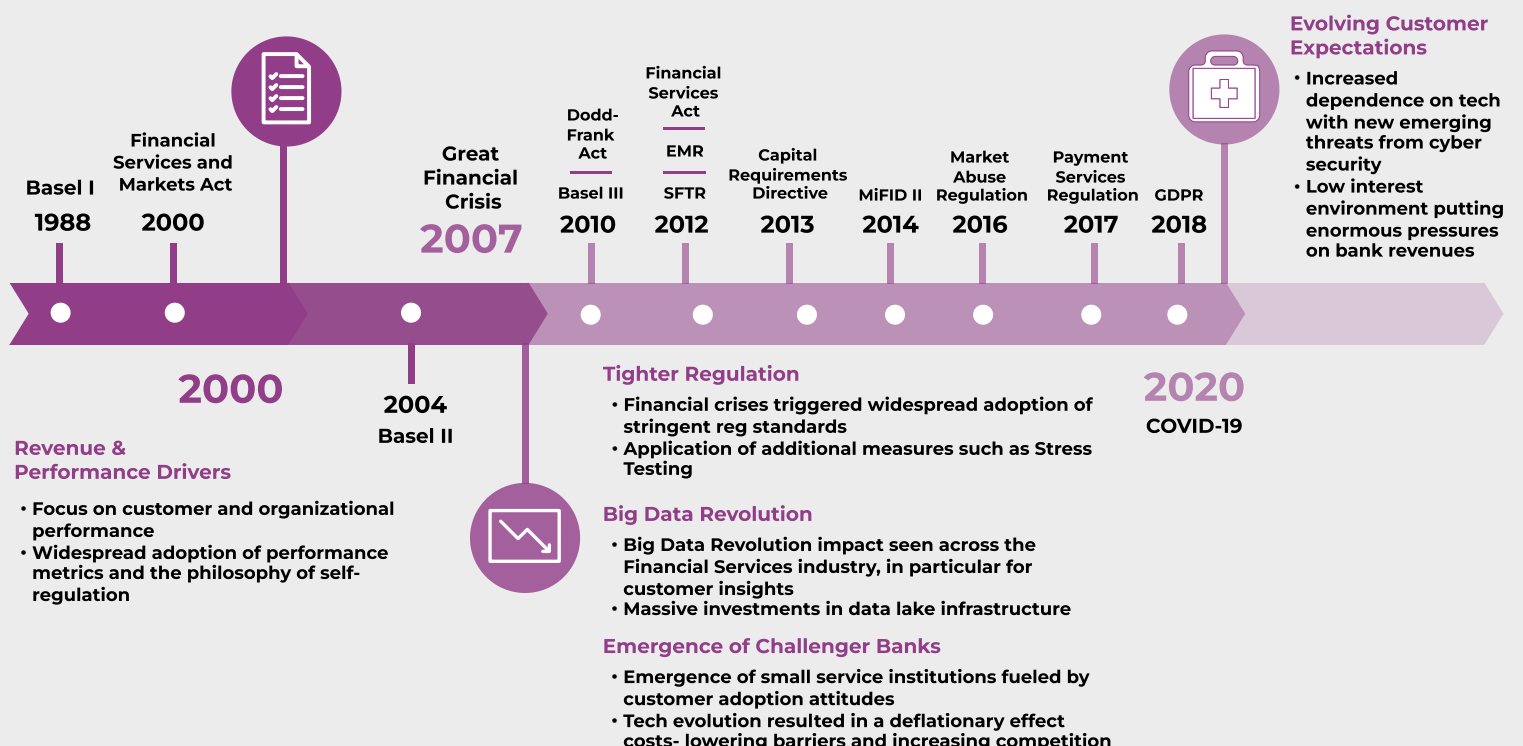 Basel I
1988
Financial
Services and
Markets Act
2000
Great
Financial
Crisis
2007
Dodd-
Frank
Act
Basel III
2010
Financial
Services
Act
EMR
SFTR
2012
Capital
Requirements
Directive
2013
MiFID II
2014
Market
Abuse
Regulation
2016
Payment
Services
Regulation
2017
GDPR
2018
Evolving Customer
Expectations
• Increased
dependence on tech
with new emerging
threats from cyber
security
• Low interest
environment putting
enormous pressures
on bank revenues
2000
Revenue &
Performance Drivers
• Focus on customer and organizational
performance
• Widespread adoption of performance
metrics and the philosophy of self-
regulation
2004
Basel II
Tighter Regulation
• Financial crises triggered widespread adoption of
stringent reg standards
• Application of additional measures such as Stress
Testing
Big Data Revolution
• Big Data Revolution impact seen across the
Financial Services industry, in particular for
customer insights
• Massive investments in data lake infrastructure
Emergence of Challenger Banks
• Emergence of small service institutions fueled by
customer adoption attitudes
• Tech evolution resulted in a deflationary effect
costs- lowering barriers and increasing competition
2020
COVID-19